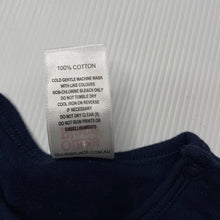 100% COTTON
COLD GENTLE MACHINE WASH
WITH LIKE COLOURS
NON-CHLORINE BLEACH ONLY
DO NOT TUMBLE DRY
COOL IRON ON REVERSE
IF NECESSARY
DO NOT DRY CLEAN (X)
DO NOT IRON PRINTS OR
EMBELLISHMENTS